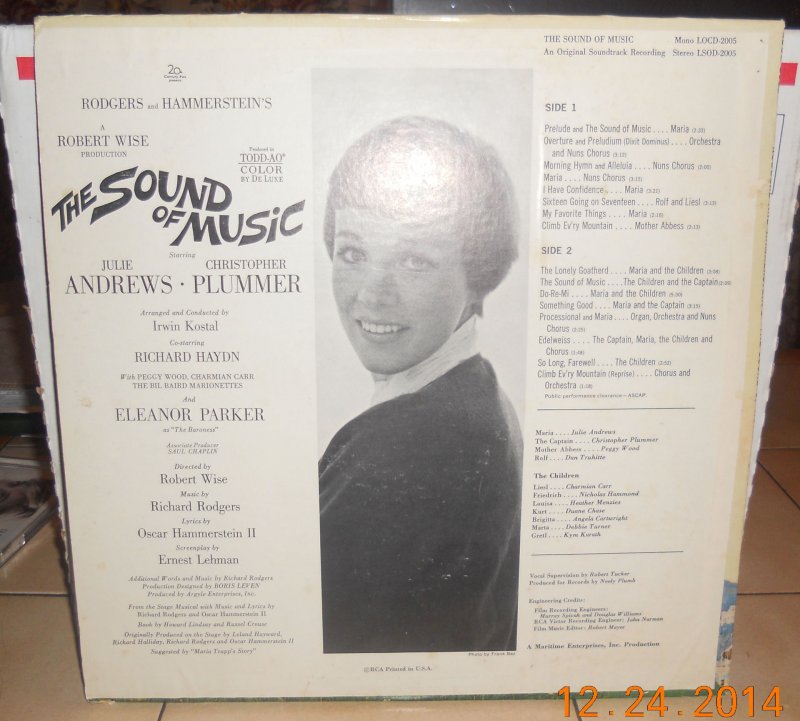 20th
Century-Fox
presents
RODGERS and HAMMERSTEIN'S
A
ROBERT WISE
PRODUCTION
Produced in
TODD-AO®
COLOR
BY DE LUXE
THE SOUND
OF MUSIC
Starring
JULIE CHRISTOPHER
ANDREWS · PLUMMER
Arranged and Conducted by
Irwin Kostal
Co-starring
RICHARD HAYDN
With PEGGY WOOD, CHARMIAN CARR
THE BIL BAIRD MARIONETTES
And
ELEANOR PARKER
as "The Baroness"
Associate Producer
SAUL CHAPLIN
Directed by
Robert Wise
Music by
Richard Rodgers
Lyrics by
Oscar Hammerstein II
Screenplay by
Ernest Lehman
Additional Words and Music by Richard Rodgers
Production Designed by BORIS LEVEN
Produced by Argyle Enterprises, Inc.
From the Stage Musical with Music and Lyrics by
Richard Rodgers and Oscar Hammerstein II
Book by Howard Lindsay and Russel Crouse
Originally Produced on the Stage by Leland Hayward,
Richard Halliday, Richard Rodgers and Oscar Hammerstein II
Suggested by "Maria Trapp's Story"
Photo by Frank Bez
©RCA Printed in U.S.A.
THE SOUND OF MUSIC Mono LOCD-2005
An Original Soundtrack Recording Stereo LSOD-2005
SIDE 1
Prelude and The Sound of Music .... Maria
Overture and Preludium (Dixit Dominus) .... Orchestra
and Nuns Chorus
Morning Hymn and Alleluia .... Nuns Chorus
Maria .... Nuns Chorus
I Have Confidence .... Maria
Sixteen Going on Seventeen .... Rolf and Liesl
My Favorite Things .... Maria
Climb Ev'ry Mountain .... Mother Abbess
SIDE 2
The Lonely Goatherd .... Maria and the Children
The Sound of Music .... The Children and the Captain
Do-Re-Mi .... Maria and the Children
Something Good .... Maria and the Captain
Processional and Maria .... Organ, Orchestra and Nuns
Chorus
Edelweiss .... The Captain, Maria, the Children and
Chorus
So Long, Farewell .... The Children
Climb Ev'ry Mountain (Reprise) .... Chorus and
Orchestra
Public performance clearance—ASCAP.
Maria .... Julie Andrews
The Captain .... Christopher Plummer
Mother Abbess .... Peggy Wood
Rolf .... Dan Truhitte
The Children
Liesl .... Charmian Carr
Friedrich .... Nicholas Hammond
Louisa .... Heather Menzies
Kurt .... Duane Chase
Brigitta .... Angela Cartwright
Marta .... Debbie Turner
Gretl .... Kym Karath
Vocal Supervision by Robert Tucker
Produced for Records by Neely Plumb
Engineering Credits:
Film Recording Engineers:
Murray Spivak and Douglas Williams
RCA Victor Recording Engineer: John Norman
Film Music Editor: Robert Mayer
A Maritime Enterprises, Inc. Production
12.24.2014